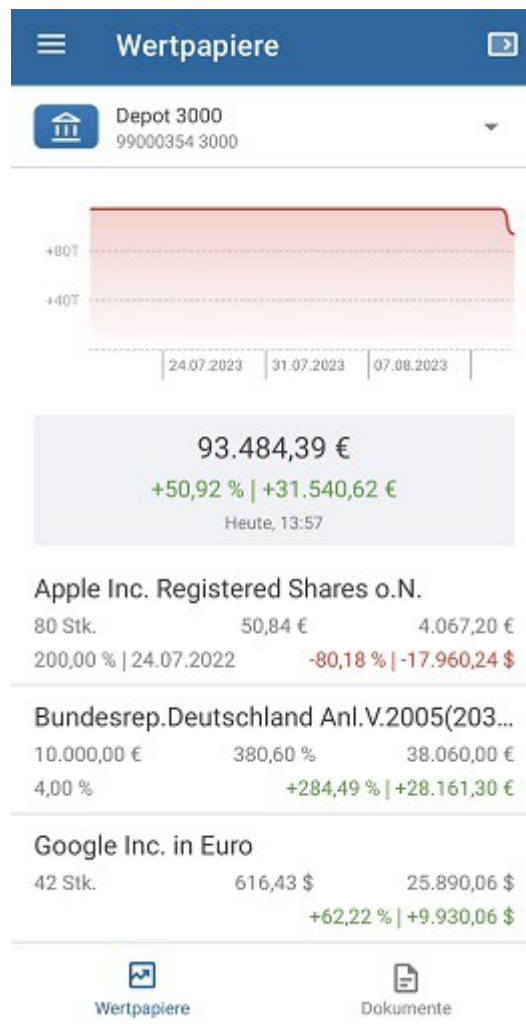 Wertpapiere
Depot 3000
99000354 3000
+80T
+40T
24.07.2023 31.07.2023 07.08.2023
93.484,39 €
+50,92 % | +31.540,62 €
Heute, 13:57
Apple Inc. Registered Shares o.N.
80 Stk. 50,84 € 4.067,20 €
200,00 % | 24.07.2022 -80,18 % | -17.960,24 $
Bundesrep.Deutschland Anl.V.2005(203...
10.000,00 € 380,60 % 38.060,00 €
4,00 % +284,49 % | +28.161,30 €
Google Inc. in Euro
42 Stk. 616,43 $ 25.890,06 $
+62,22 % | +9.930,06 $
Wertpapiere Dokumente